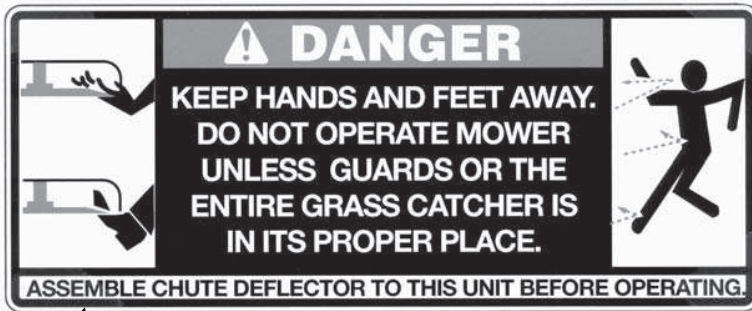 DANGER
KEEP HANDS AND FEET AWAY.
DO NOT OPERATE MOWER
UNLESS GUARDS OR THE
ENTIRE GRASS CATCHER IS
IN ITS PROPER PLACE.
ASSEMBLE CHUTE DEFLECTOR TO THIS UNIT BEFORE OPERATING.